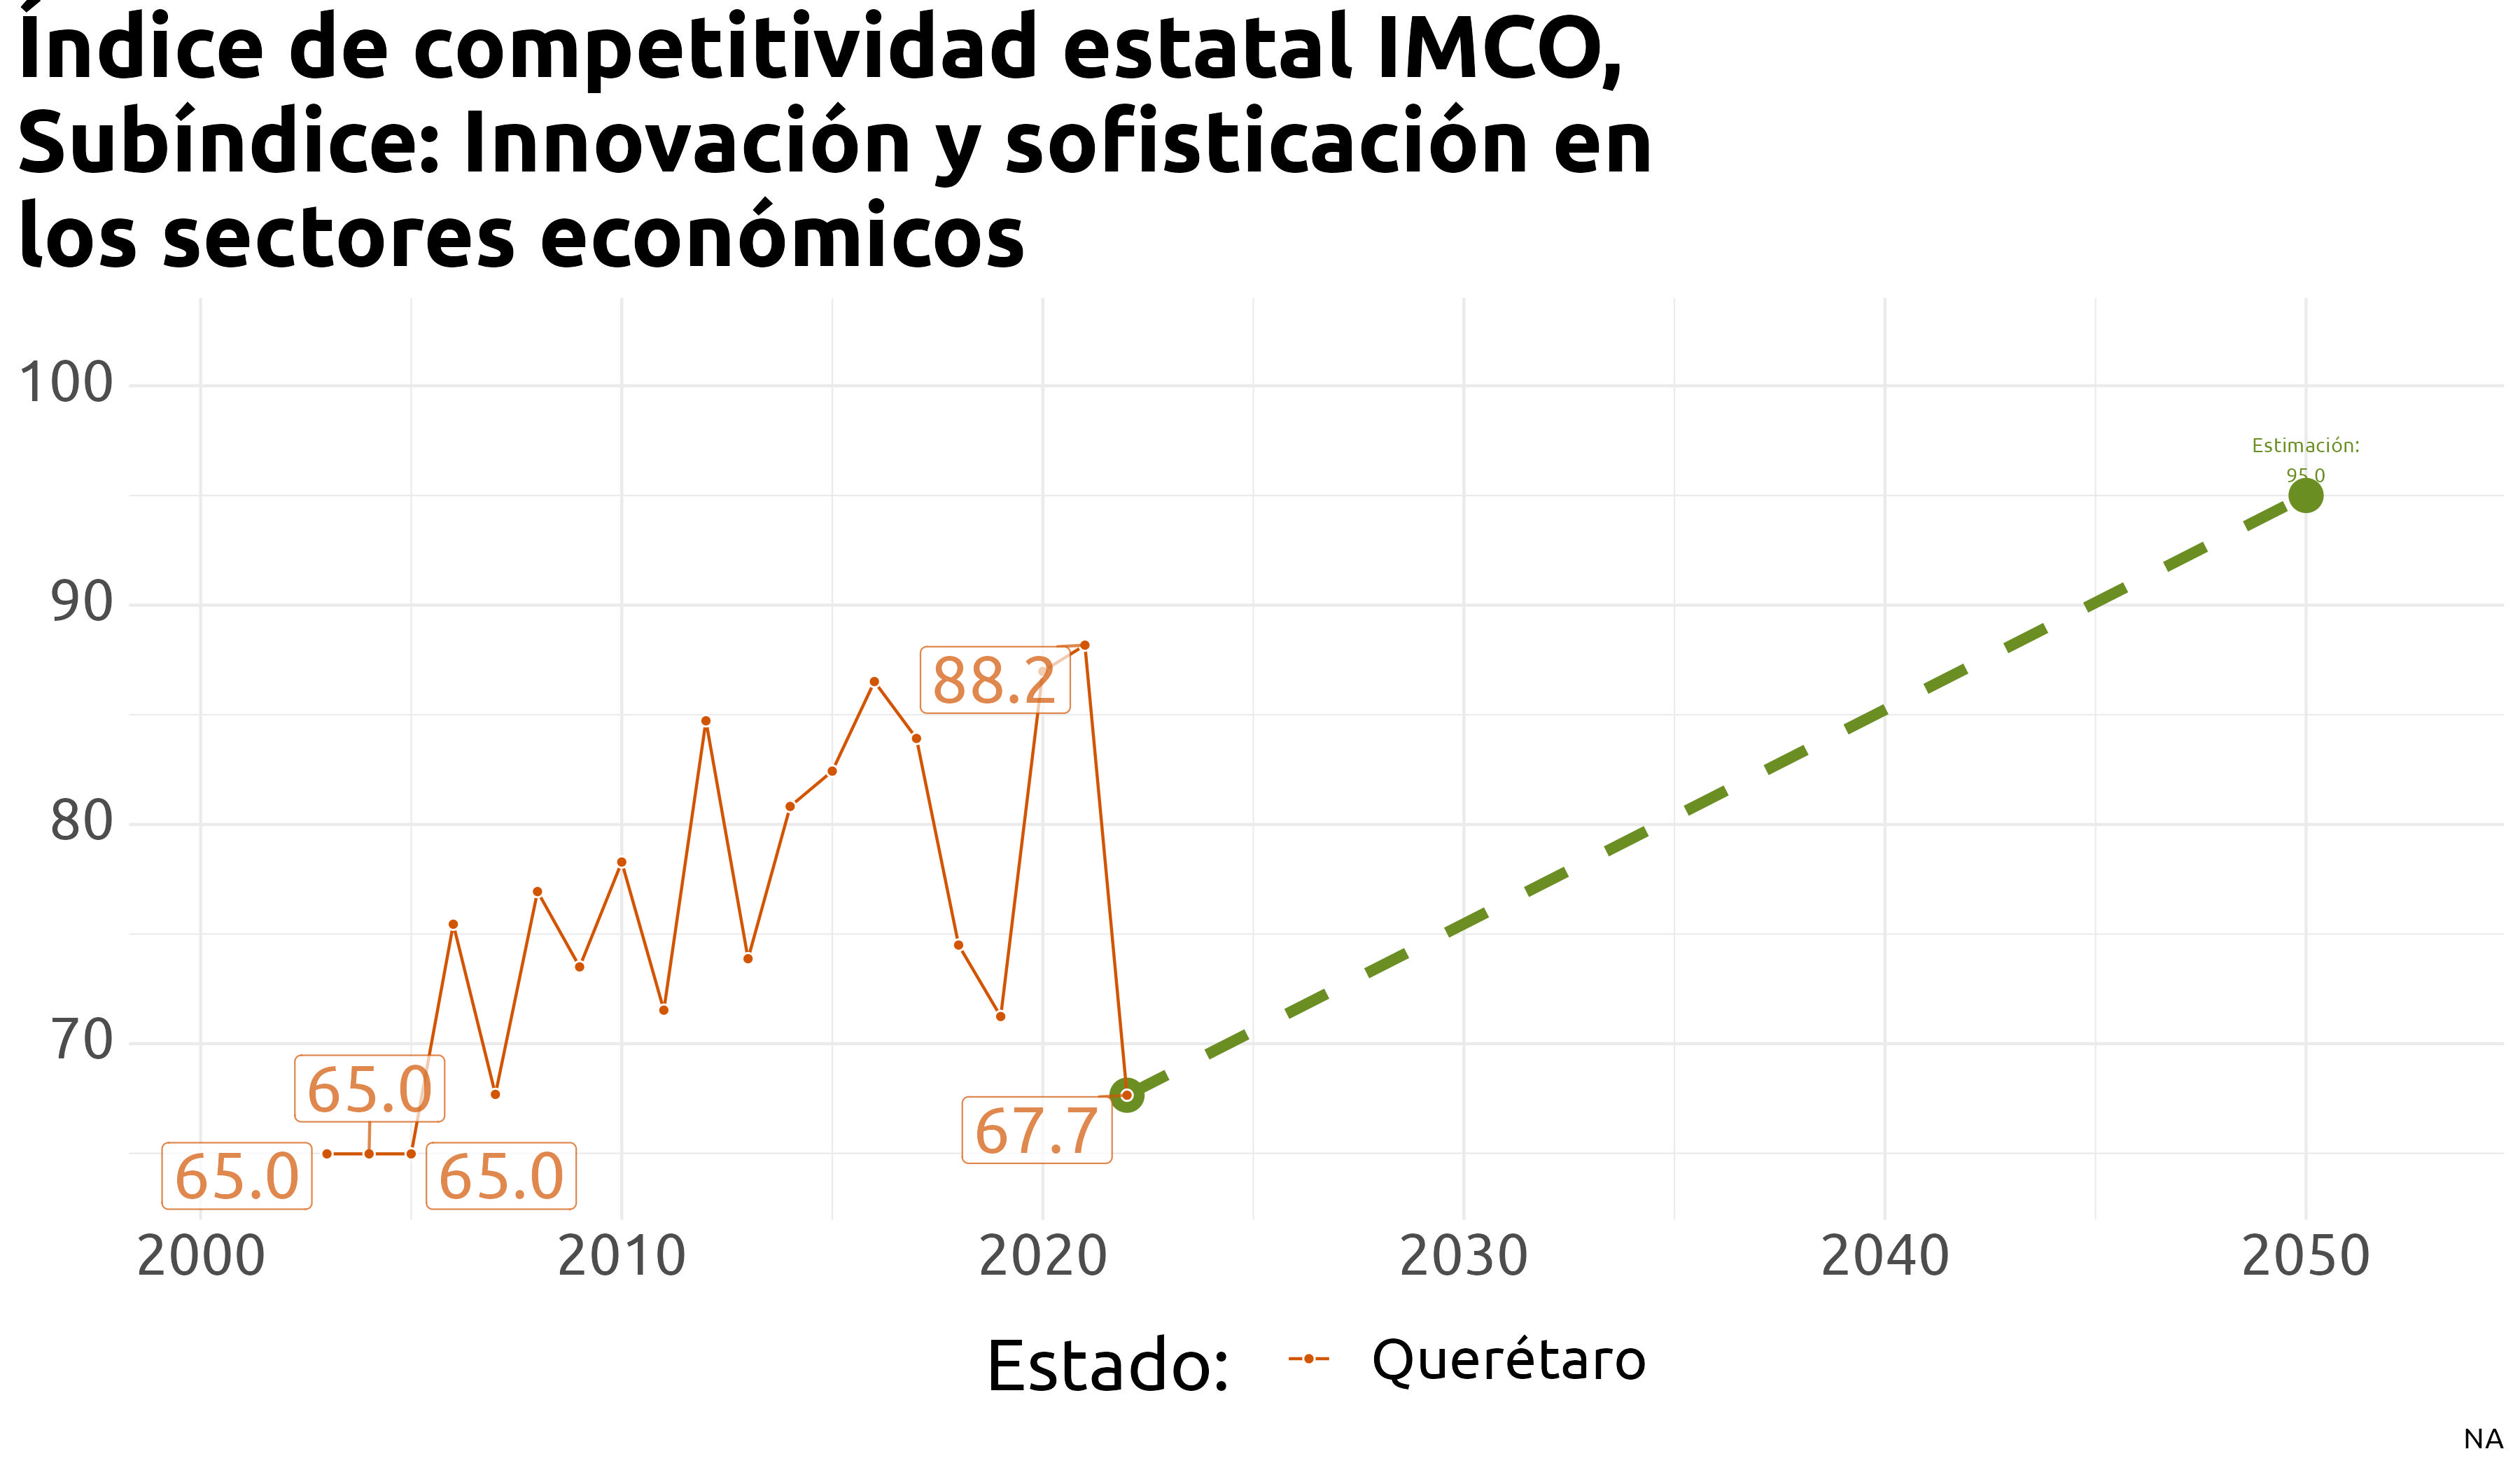 Índice de competitividad estatal IMCO,
Subíndice: Innovación y sofisticación en
los sectores económicos
100
90
80
70
Estimación:
95.0
88.2
65.0
67.7
65.0
65.0
2000
2010
2020
2030
2040
2050
Estado:
Querétaro
NA